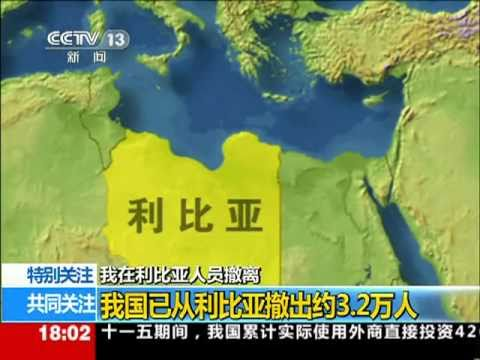 CCTV 13
新闻
利比亚
特别关注 我在利比亚人员撤离
共同关注 我国已从利比亚撤出约3.2万人
18:02 十一五期间，我国累计实际使用外商直接投资426